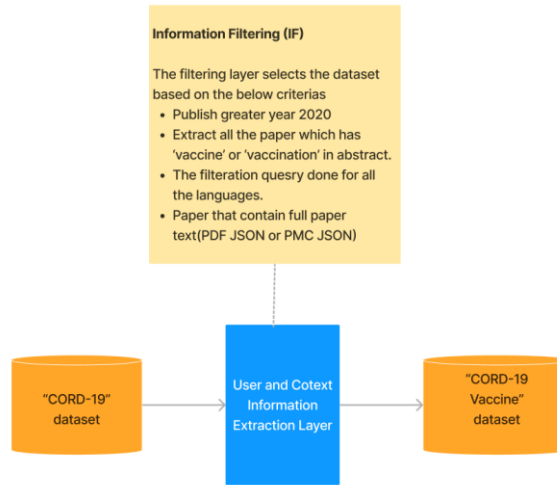 Information Filtering (IF)
The filtering layer selects the dataset
based on the below criterias
• Publish greater year 2020
• Extract all the paper which has
'vaccine' or 'vaccination' in abstract.
• The filteration quesry done for all
the languages.
• Paper that contain full paper
text(PDF JSON or PMC JSON)
"CORD-19"
dataset
User and Cotext
Information
Extraction Layer
"CORD-19
Vaccine"
dataset